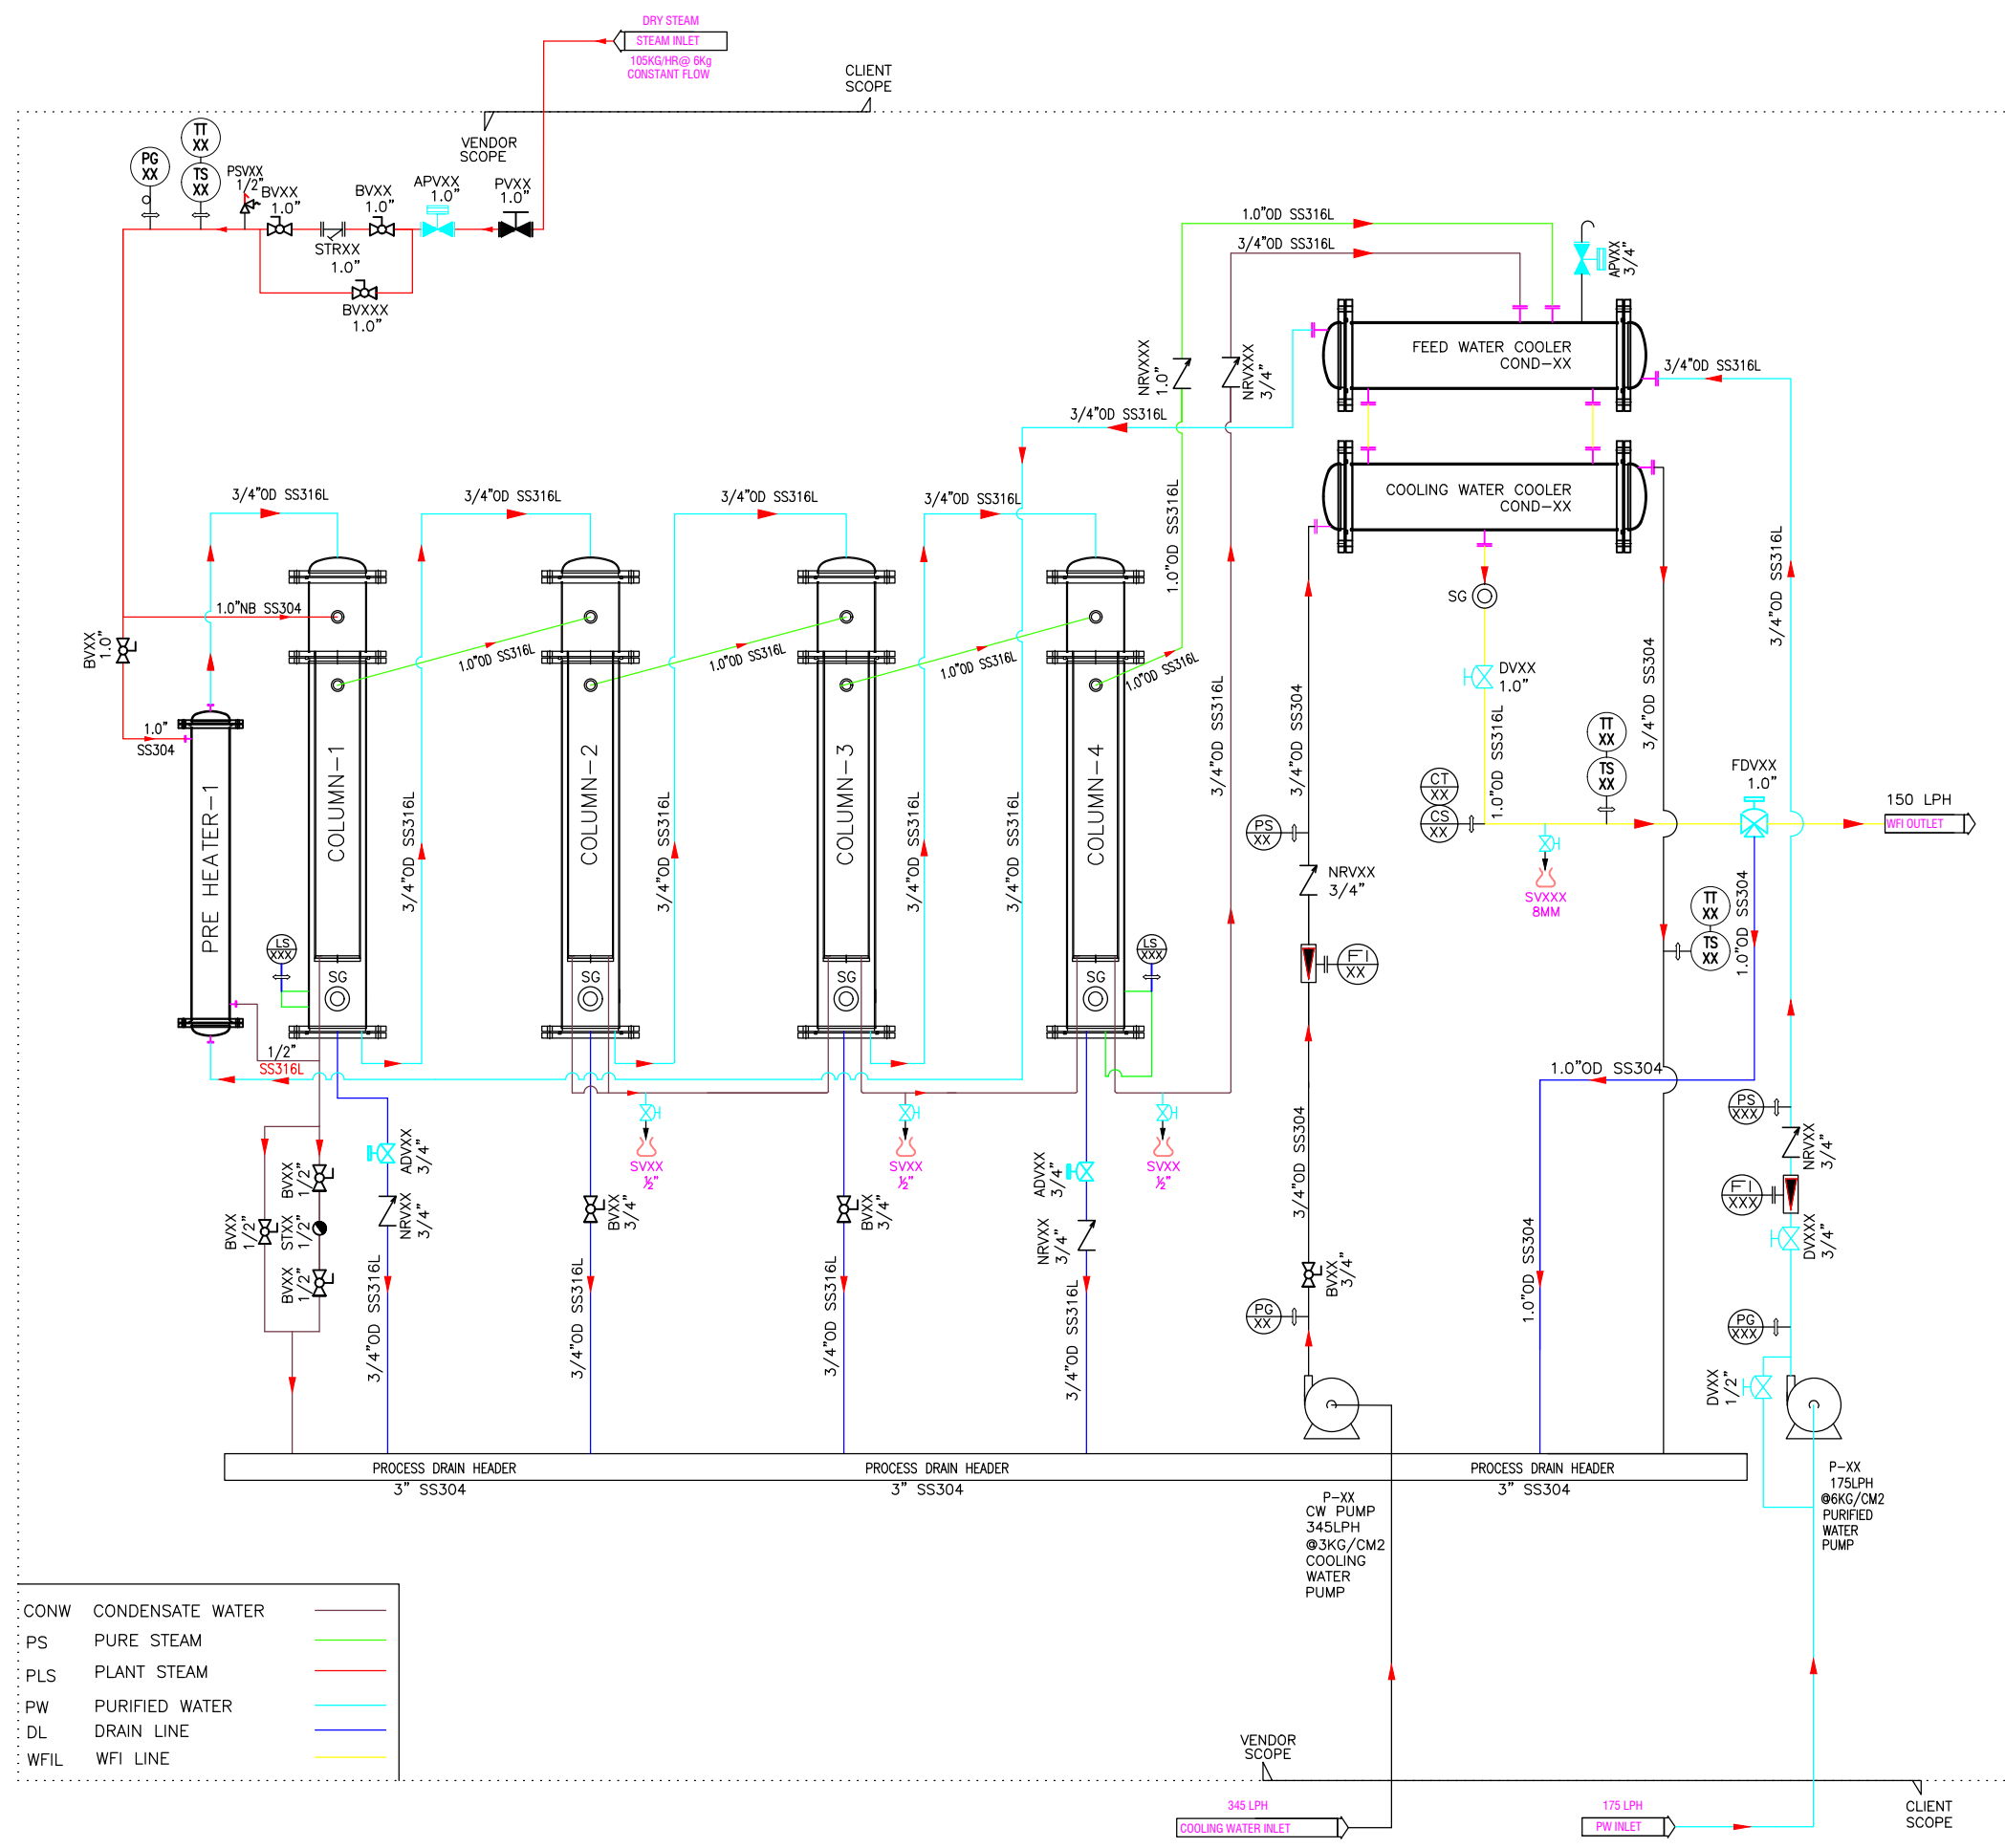 DRY STEAM
STEAM INLET
105KG/HR@ 6Kg
CONSTANT FLOW
CLIENT
SCOPE
VENDOR
SCOPE
PG
XX
TT
XX
TS
XX
PSVXX
1/2"
BVXX
1.0"
STRXX
1.0"
BVXX
1.0"
APVXX
1.0"
PVXX
1.0"
BVXXX
1.0"
1.0"OD SS316L
3/4"OD SS316L
APVXX
3/4"
NRVXXX
1.0"
NRVXXX
3/4"
FEED WATER COOLER
COND-XX
3/4"OD SS316L
3/4"OD SS316L
COOLING WATER COOLER
COND-XX
3/4"OD SS316L
3/4"OD SS316L
3/4"OD SS316L
3/4"OD SS316L
1.0"OD SS316L
3/4"OD SS316L
SG
1.0"NB SS304
BVXX
1.0"
1.0"OD SS316L
1.0"OD SS316L
1.0"OD SS316L
1.0"OD SS316L
DVXX
1.0"
1.0"
SS304
3/4"OD SS316L
3/4"OD SS304
3/4"OD SS304
1.0"OD SS316L
TT
XX
TS
XX
FDVXX
1.0"
PRE HEATER-1
COLUMN-1
COLUMN-2
COLUMN-3
COLUMN-4
3/4"OD SS316L
3/4"OD SS316L
3/4"OD SS316L
3/4"OD SS316L
CT
XX
CS
XX
150 LPH
WFI OUTLET
PS
XX
NRVXX
3/4"
SVXXX
8MM
TT
XX
TS
XX
1.0"OD SS304
LS
XXX
SG
SG
SG
SG
LS
XXX
FI
XX
1/2"
SS316L
1.0"OD SS304
PS
XXX
NRVXX
3/4"
SVXX
½"
SVXX
½"
SVXX
½"
BVXX
1/2"
BVXX
1/2"
STXX
1/2"
BVXX
1/2"
ADVXX
3/4"
NRVXX
3/4"
BVXX
3/4"
BVXX
3/4"
ADVXX
3/4"
NRVXX
3/4"
3/4"OD SS304
FI
XXX
DVXXX
3/4"
3/4"OD SS316L
3/4"OD SS316L
3/4"OD SS316L
3/4"OD SS316L
BVXX
3/4"
PG
XX
1.0"OD SS304
PG
XXX
DVXX
1/2"
PROCESS DRAIN HEADER
3" SS304
PROCESS DRAIN HEADER
3" SS304
PROCESS DRAIN HEADER
3" SS304
P-XX
CW PUMP
345LPH
@3KG/CM2
COOLING
WATER
PUMP
P-XX
175LPH
@6KG/CM2
PURIFIED
WATER
PUMP
CONW CONDENSATE WATER
PS PURE STEAM
PLS PLANT STEAM
PW PURIFIED WATER
DL DRAIN LINE
WFIL WFI LINE
VENDOR
SCOPE
CLIENT
SCOPE
345 LPH
COOLING WATER INLET
175 LPH
PW INLET